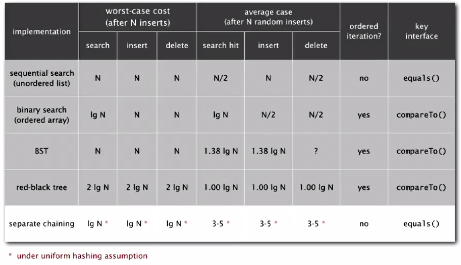 implementation worst-case cost (after N inserts) average case (after N random inserts) ordered iteration? key interface
search insert delete search hit insert delete
sequential search (unordered list) N N N N/2 N N/2 no equals()
binary search (ordered array) lg N N N lg N N/2 N/2 yes compareTo()
BST N N N 1.38 lg N 1.38 lg N ? yes compareTo()
red-black tree 2 lg N 2 lg N 2 lg N 1.00 lg N 1.00 lg N 1.00 lg N yes compareTo()
separate chaining lg N * lg N * lg N * 3-5 * 3-5 * 3-5 * no equals()
* under uniform hashing assumption